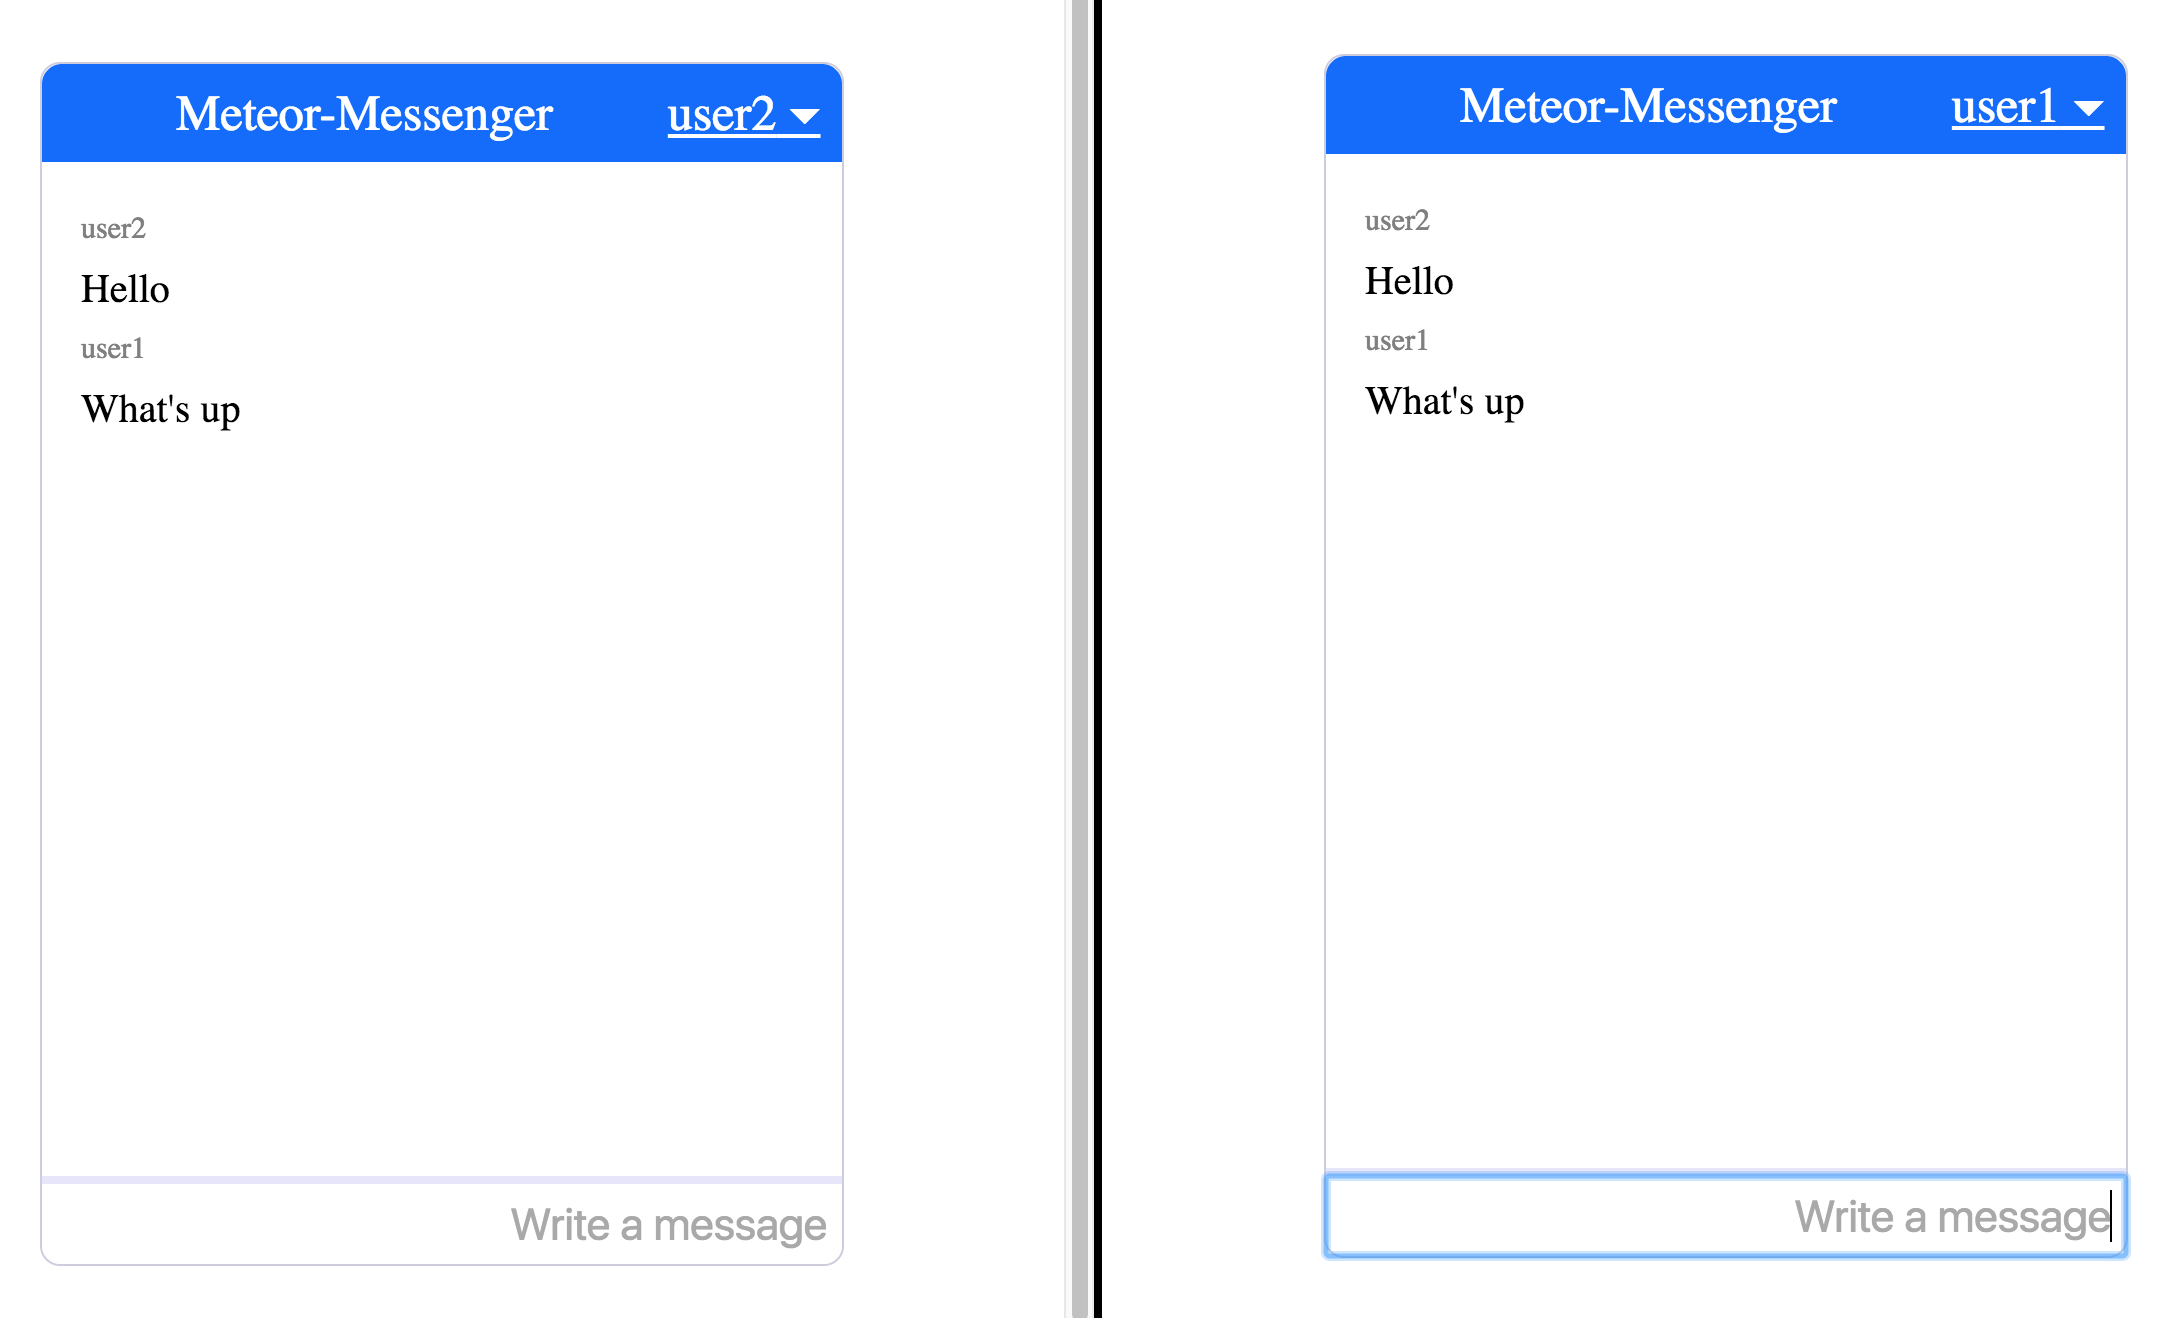 Meteor-Messenger user2
user2
Hello
user1
What's up
Write a message
Meteor-Messenger user1
user2
Hello
user1
What's up
Write a message